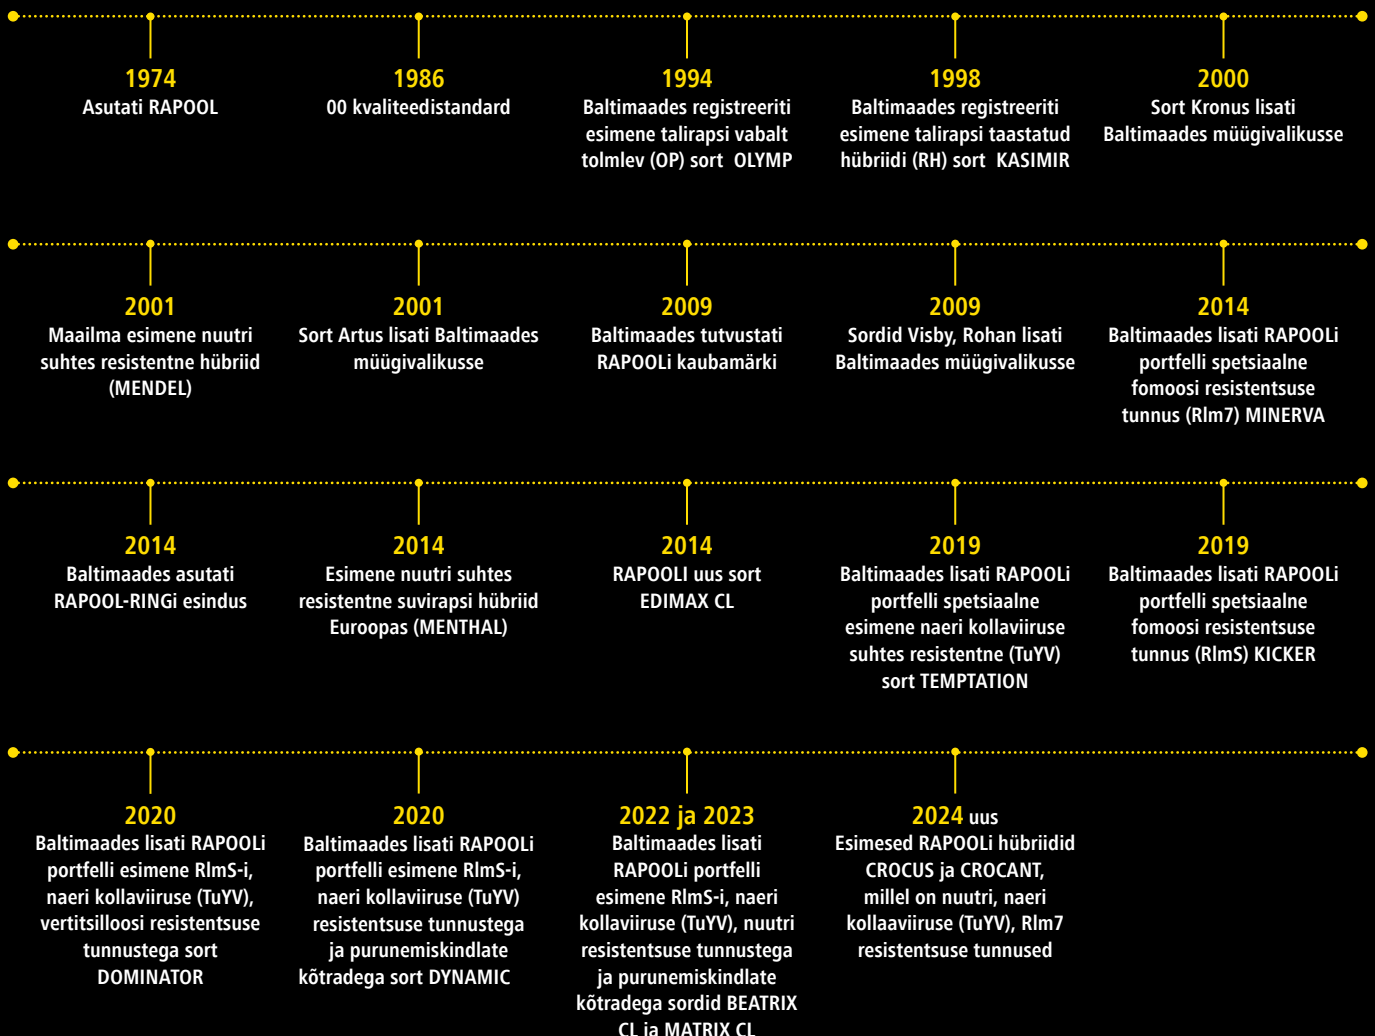 1974
Asutati RAPOOL
1986
00 kvaliteedistandard
1994
Baltimaades registreeriti
esimene talirapsi vabalt
tolmlev (OP) sort OLYMP
1998
Baltimaades registreeriti
esimene talirapsi taastatud
hübriidi (RH) sort KASIMIR
2000
Sort Kronus lisati
Baltimaades müügivalikusse
2001
Maailma esimene nuutri
suhtes resistentne hübriid
(MENDEL)
2001
Sort Artus lisati Baltimaades
müügivalikusse
2009
Baltimaades tutvustati
RAPOOLi kaubamärki
2009
Sordid Visby, Rohan lisati
Baltimaades müügivalikusse
2014
Baltimaades lisati RAPOOLi
portfelli spetsiaalne
fomoosi resistentsuse
tunnus (Rlm7) MINERVA
2014
Baltimaades asutati
RAPOOL-RINGi esindus
2014
Esimene nuutri suhtes
resistentne suvirapsi hübriid
Euroopas (MENTHAL)
2014
RAPOOLI uus sort
EDIMAX CL
2019
Baltimaades lisati RAPOOLi
portfelli spetsiaalne
esimene naeri kollaviiruse
suhtes resistentne (TuYV)
sort TEMPTATION
2019
Baltimaades lisati RAPOOLi
portfelli spetsiaalne
fomoosi resistentsuse
tunnus (RlmS) KICKER
2020
Baltimaades lisati RAPOOLi
portfelli esimene RlmS-i,
naeri kollaviiruse (TuYV),
vertitsilloosi resistentsuse
tunnustega sort
DOMINATOR
2020
Baltimaades lisati RAPOOLi
portfelli esimene RlmS-i,
naeri kollaviiruse (TuYV)
resistentsuse tunnustega
ja purunemiskindlate
kõtradega sort DYNAMIC
2022 ja 2023
Baltimaades lisati
RAPOOLi portfelli
esimene RlmS-i, naeri
kollaviiruse (TuYV), nuutri
resistentsuse tunnustega
ja purunemiskindlate
kõtradega sordid BEATRIX
CL ja MATRIX CL
2024 uus
Esimesed RAPOOLi hübriidid
CROCUS ja CROCANT,
millel on nuutri, naeri
kollaaviiruse (TuYV), Rlm7
resistentsuse tunnused